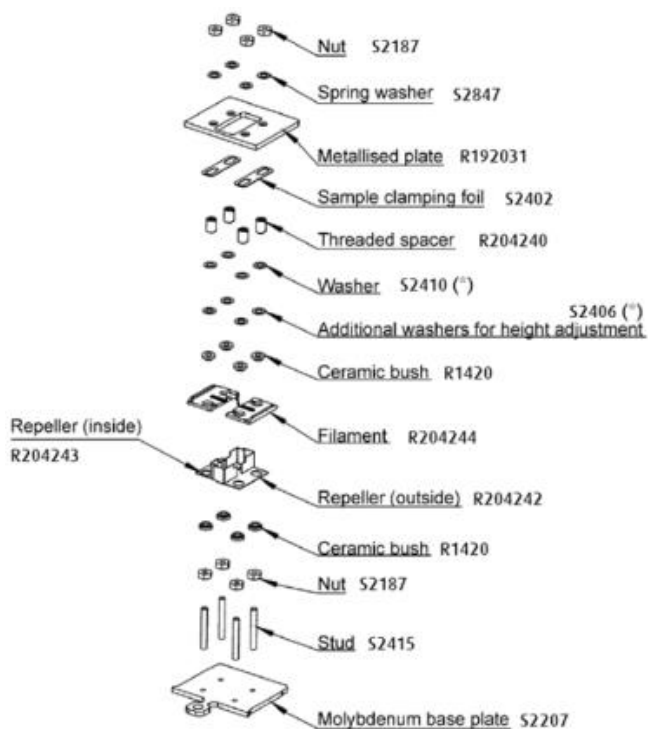 Nut S2187
Spring washer S2847
Metallised plate R192031
Sample clamping foil S2402
Threaded spacer R204240
Washer S2410 (*)
S2406 (*)
Additional washers for height adjustment
Ceramic bush R1420
Repeller (inside)
Filament R204244
R204243
Repeller (outside) R204242
Ceramic bush R1420
Nut S2187
Stud S2415
Molybdenum base plate S2207